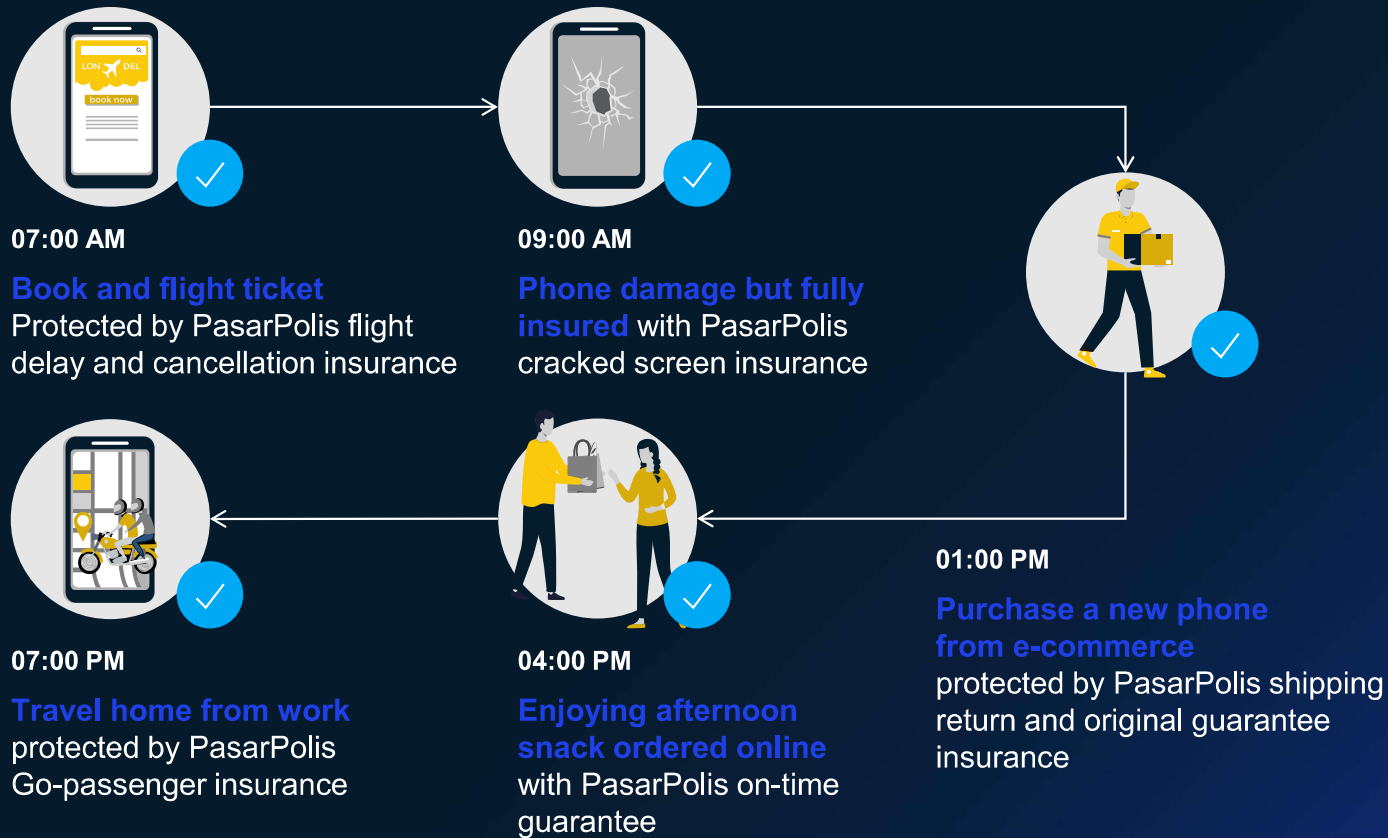 LON DEL
book now
07:00 AM
Book and flight ticket
Protected by PasarPolis flight
delay and cancellation insurance
09:00 AM
Phone damage but fully
insured with PasarPolis
cracked screen insurance
01:00 PM
Purchase a new phone
from e-commerce
protected by PasarPolis shipping
return and original guarantee
insurance
04:00 PM
Enjoying afternoon
snack ordered online
with PasarPolis on-time
guarantee
07:00 PM
Travel home from work
protected by PasarPolis
Go-passenger insurance